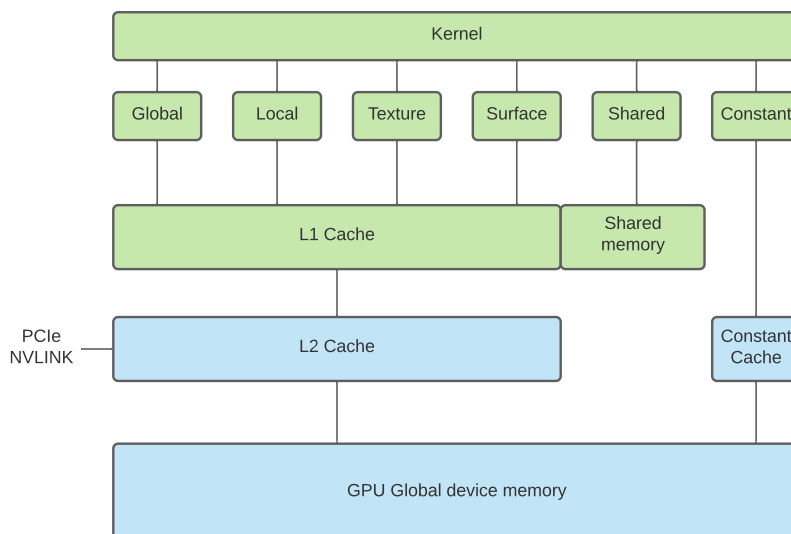 Kernel
Global
Local
Texture
Surface
Shared
Constant
L1 Cache
Shared
memory
PCIe
NVLINK
L2 Cache
Constant
Cache
GPU Global device memory